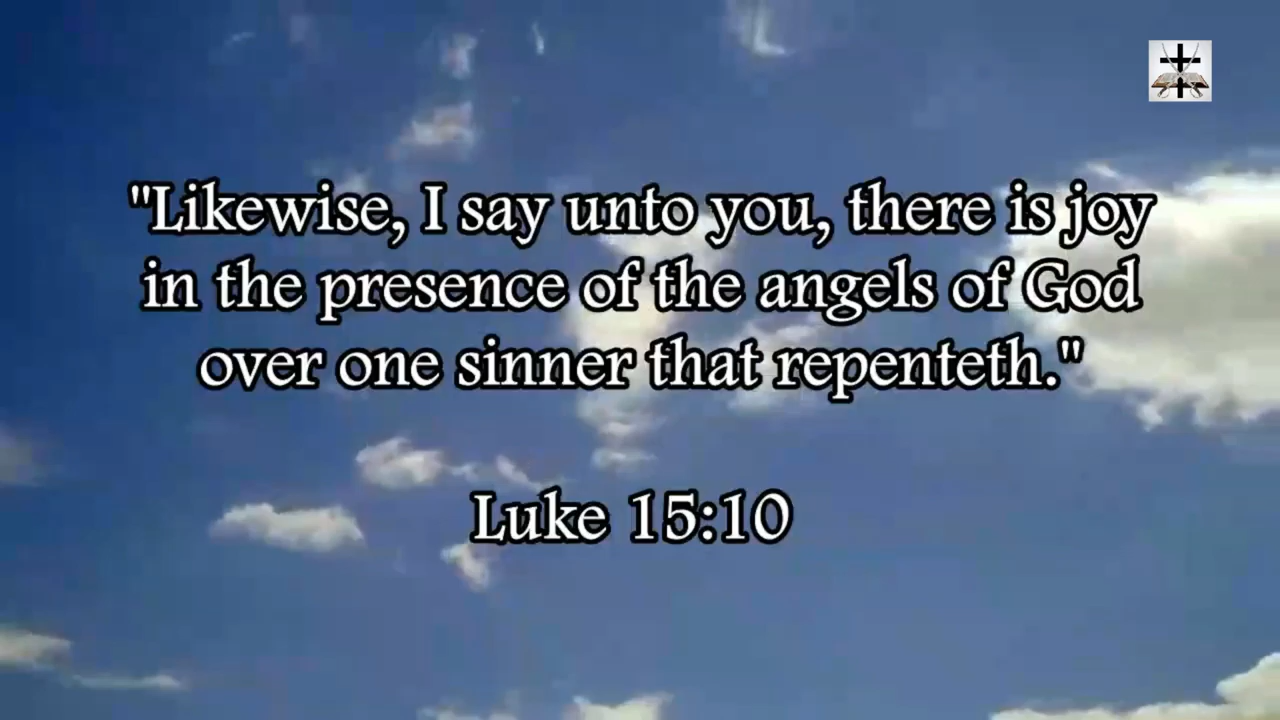 "Likewise, I say unto you, there is joy
in the presence of the angels of God
over one sinner that repenteth."
Luke 15:10